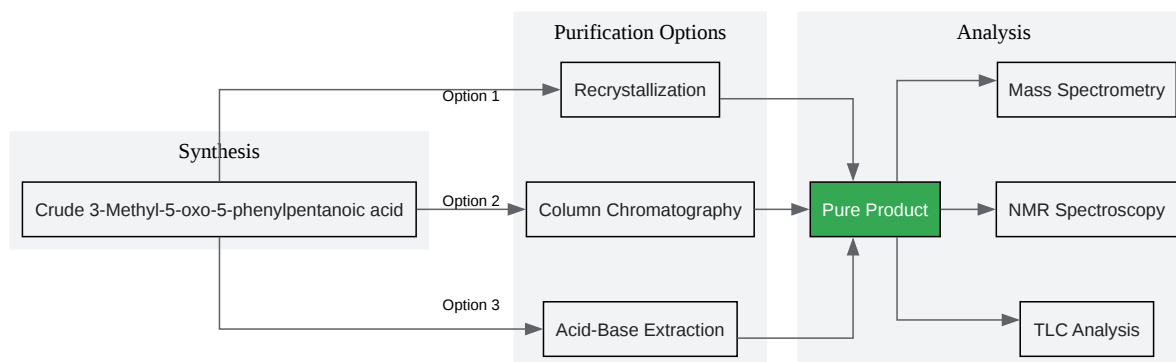 Purification Options
Analysis
Recrystallization
Mass Spectrometry
Option 1
Synthesis
Crude 3-Methyl-5-oxo-5-phenylpentanoic acid
Option 2
Column Chromatography
Pure Product
NMR Spectroscopy
Option 3
Acid-Base Extraction
TLC Analysis